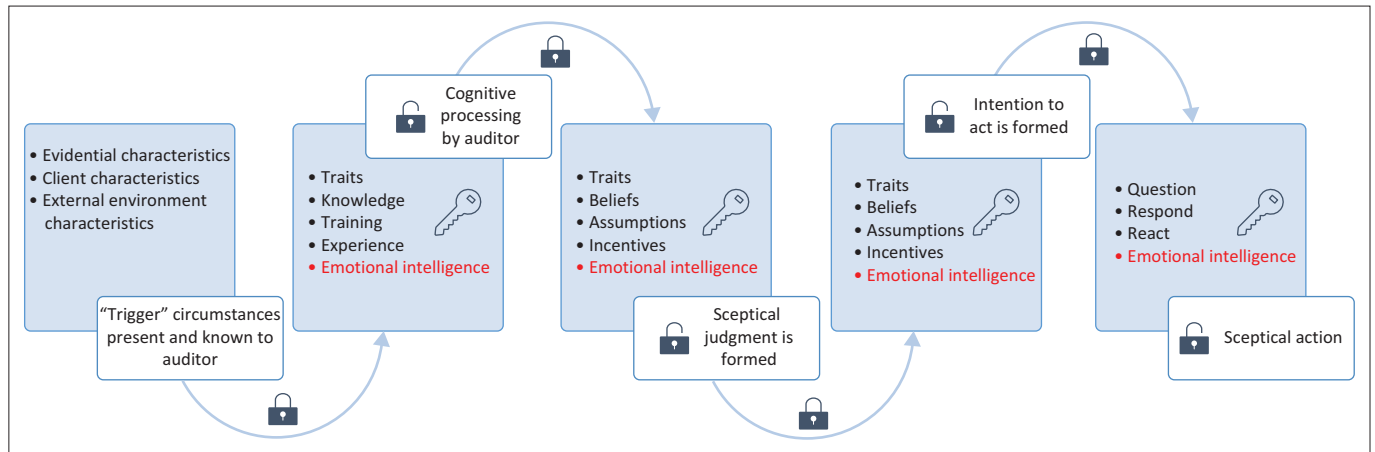 • Evidential characteristics
• Client characteristics
• External environment
characteristics
“Trigger” circumstances
present and known to
auditor
• Traits
• Knowledge
• Training
• Experience
• Emotional intelligence
Cognitive
processing
by auditor
• Traits
• Beliefs
• Assumptions
• Incentives
• Emotional intelligence
Sceptical
judgment is
formed
• Traits
• Beliefs
• Assumptions
• Incentives
• Emotional intelligence
Intention to
act is formed
• Question
• Respond
• React
• Emotional intelligence
Sceptical action